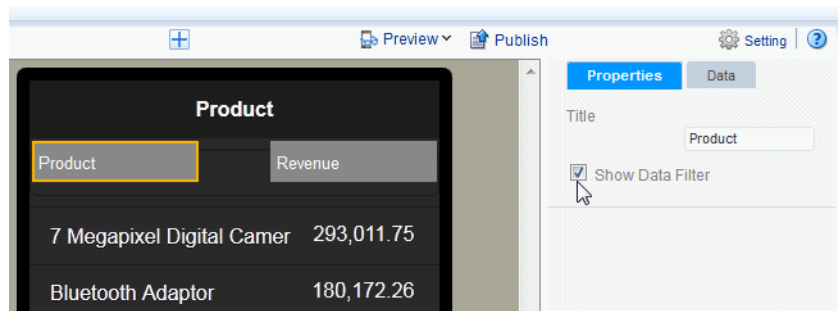 Preview Publish Setting ?
Properties Data
Product
Title
Product
Product Revenue
Show Data Filter
7 Megapixel Digital Camer 293,011.75
Bluetooth Adaptor 180,172.26